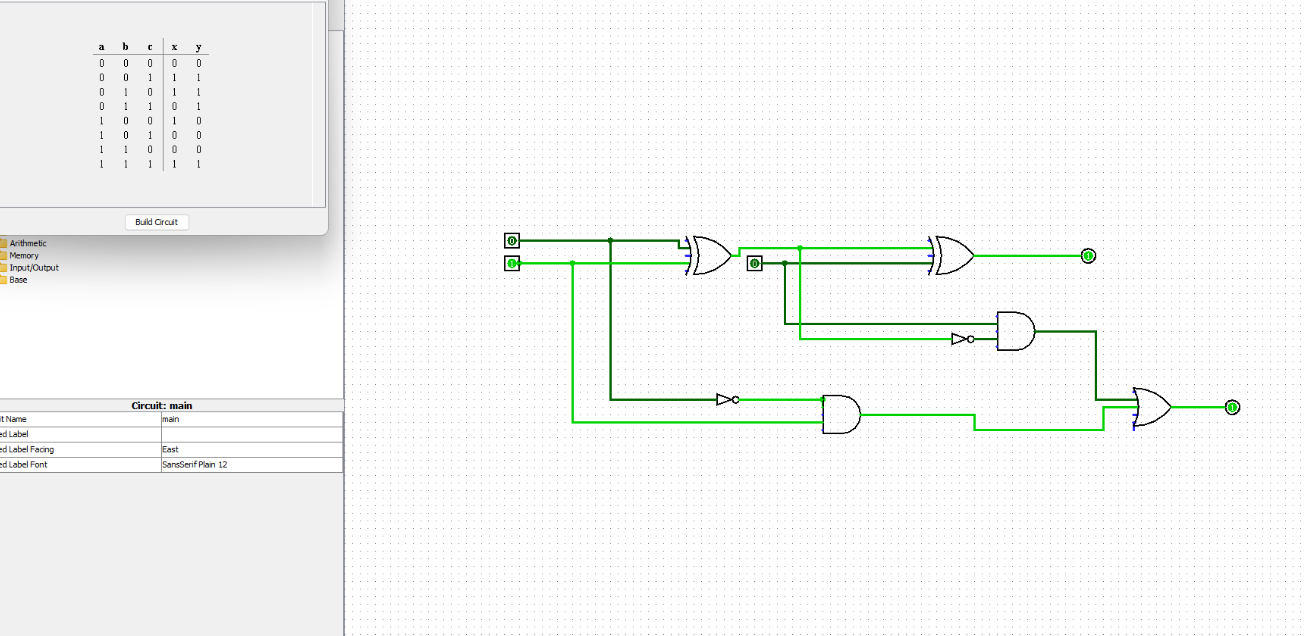 a b c x y
0 0 0 0 0
0 0 1 1 1
0 1 0 1 1
0 1 1 0 1
1 0 0 1 0
1 0 1 0 0
1 1 0 0 0
1 1 1 1 1
Build Circuit
Arithmetic
Memory
Input/Output
Base
0
1
0
1
1
Circuit: main
it Name main
ed Label
ed Label Facing East
ed Label Font SansSerif Plain 12